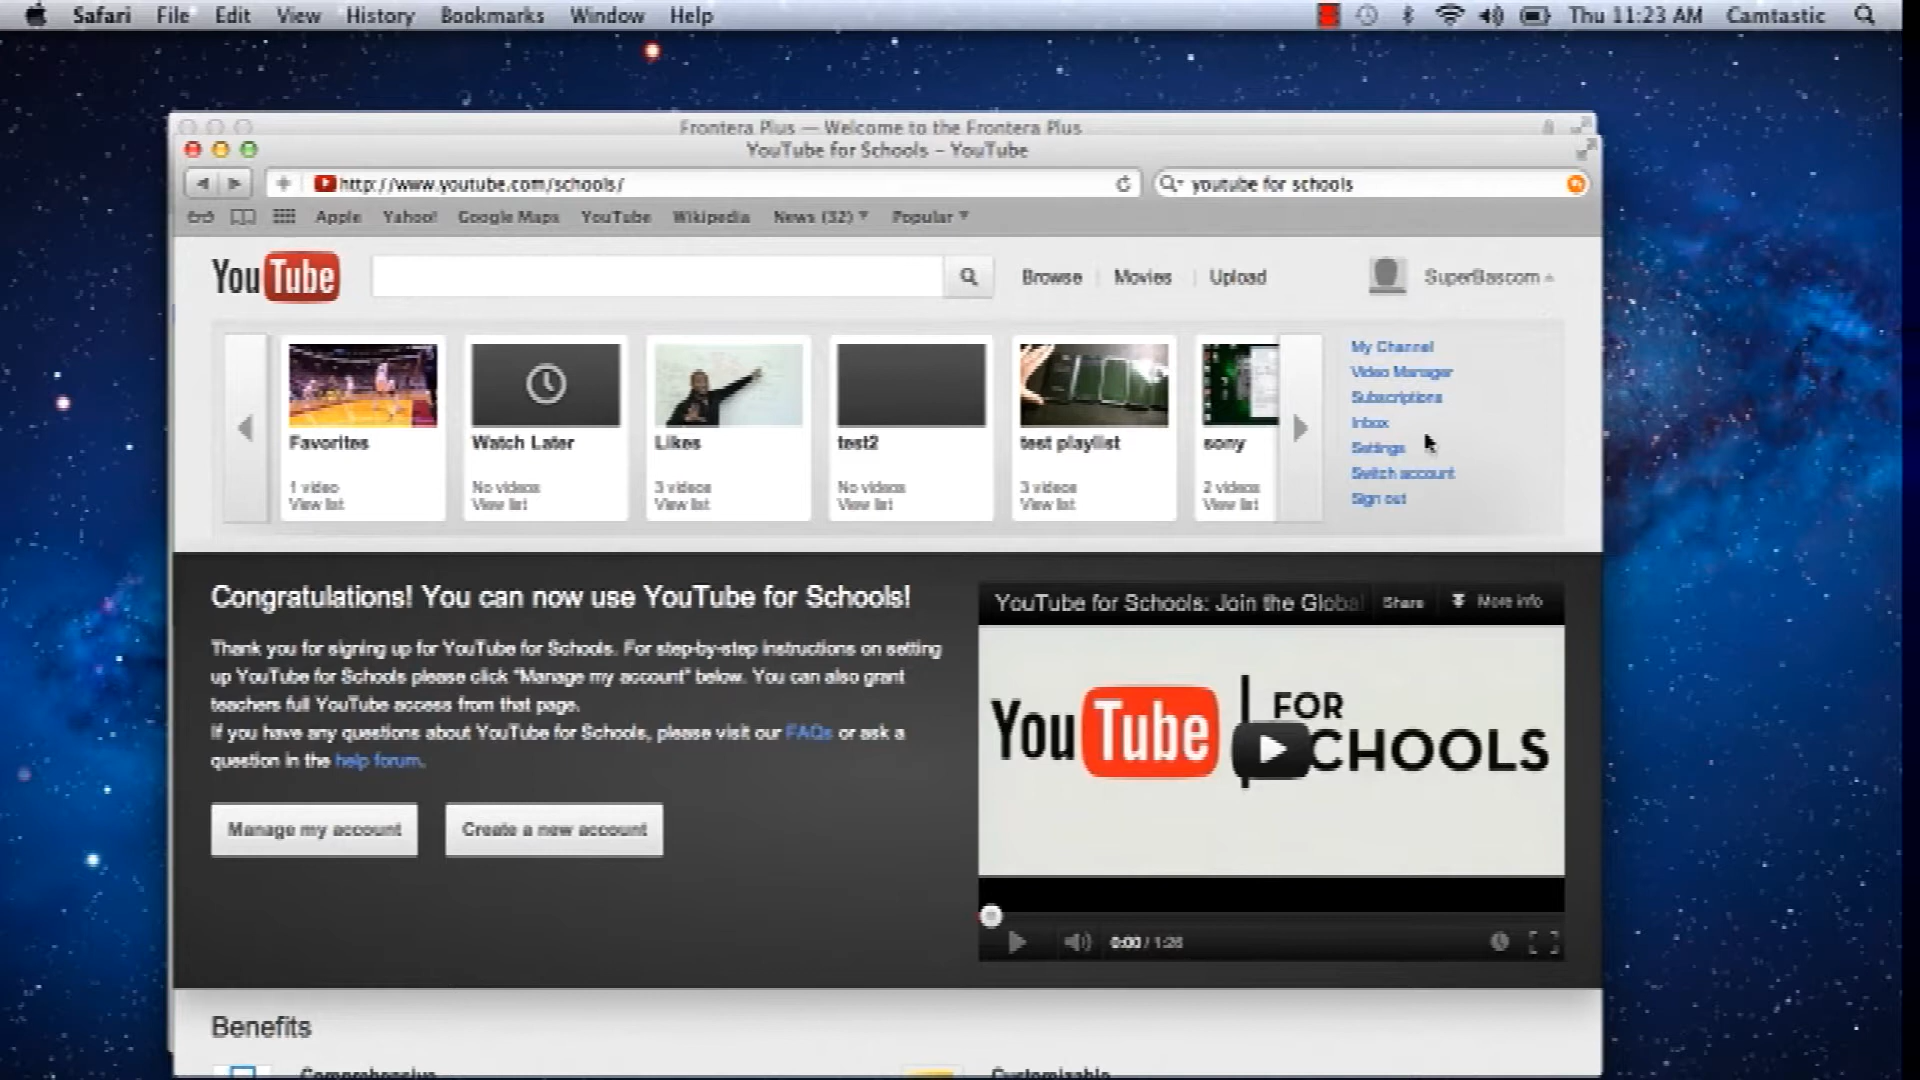 Safari File Edit View History Bookmarks Window Help Thu 11:23 AM Camtastic
Frontera Plus — Welcome to the Frontera Plus
YouTube for Schools – YouTube
http://www.youtube.com/schools/ youtube for schools
Apple Yahoo! Google Maps YouTube Wikipedia News (32) Popular
YouTube Browse Movies Upload SuperBascom
Favorites
1 video
View list
Watch Later
No videos
View list
Likes
3 videos
View list
test2
No videos
View list
test playlist
3 videos
View list
sony
2 videos
View list
My Channel
Video Manager
Subscriptions
Inbox
Settings
Switch account
Sign out
Congratulations! You can now use YouTube for Schools!
Thank you for signing up for YouTube for Schools. For step-by-step instructions on setting
up YouTube for Schools please click "Manage my account" below. You can also grant
teachers full YouTube access from that page.
If you have any questions about YouTube for Schools, please visit our FAQs or ask a
question in the help forum.
Manage my account Create a new account
YouTube for Schools: Join the Global Share More info
YouTube FOR
SCHOOLS
0:00 / 1:26
Benefits
Comprehensive Customizable